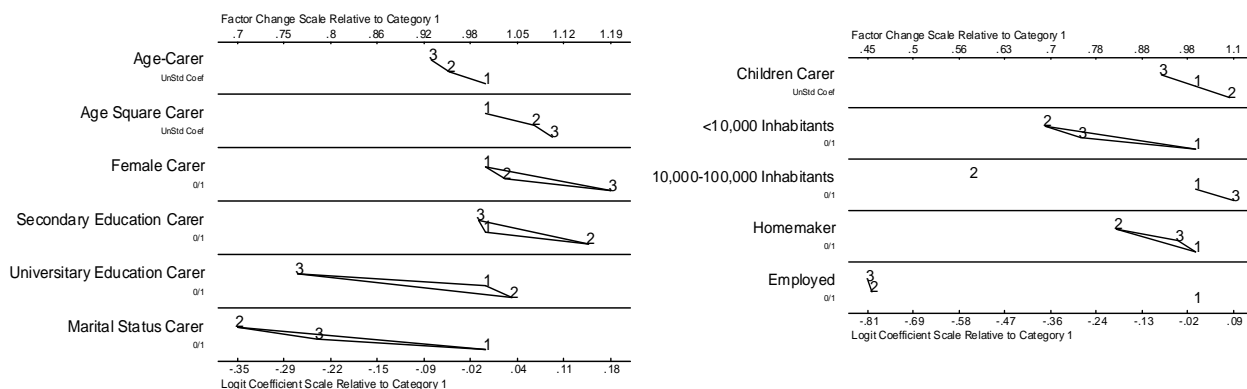 Factor Change Scale Relative to Category 1
.7 .75 .8 .86 .92 .98 1.05 1.12 1.19
Age-Carer
UnStd Coef
3
2
1
Age Square Carer
UnStd Coef
1
2
3
Female Carer
0/1
1
2
3
Secondary Education Carer
0/1
3
1
2
Universitary Education Carer
0/1
3
1
2
Marital Status Carer
0/1
2
3
1
-.35 -.29 -.22 -.15 -.09 -.02 .04 .11 .18
Logit Coefficient Scale Relative to Category 1
Factor Change Scale Relative to Category 1
.45 .5 .56 .63 .7 .78 .88 .98 1.1
Children Carer
UnStd Coef
3
1
2
<10,000 Inhabitants
0/1
2
3
1
10,000-100,000 Inhabitants
0/1
2
1
3
Homemaker
0/1
2
3
1
Employed
0/1
3
2
1
-.81 -.69 -.58 -.47 -.36 -.24 -.13 -.02 .09
Logit Coefficient Scale Relative to Category 1